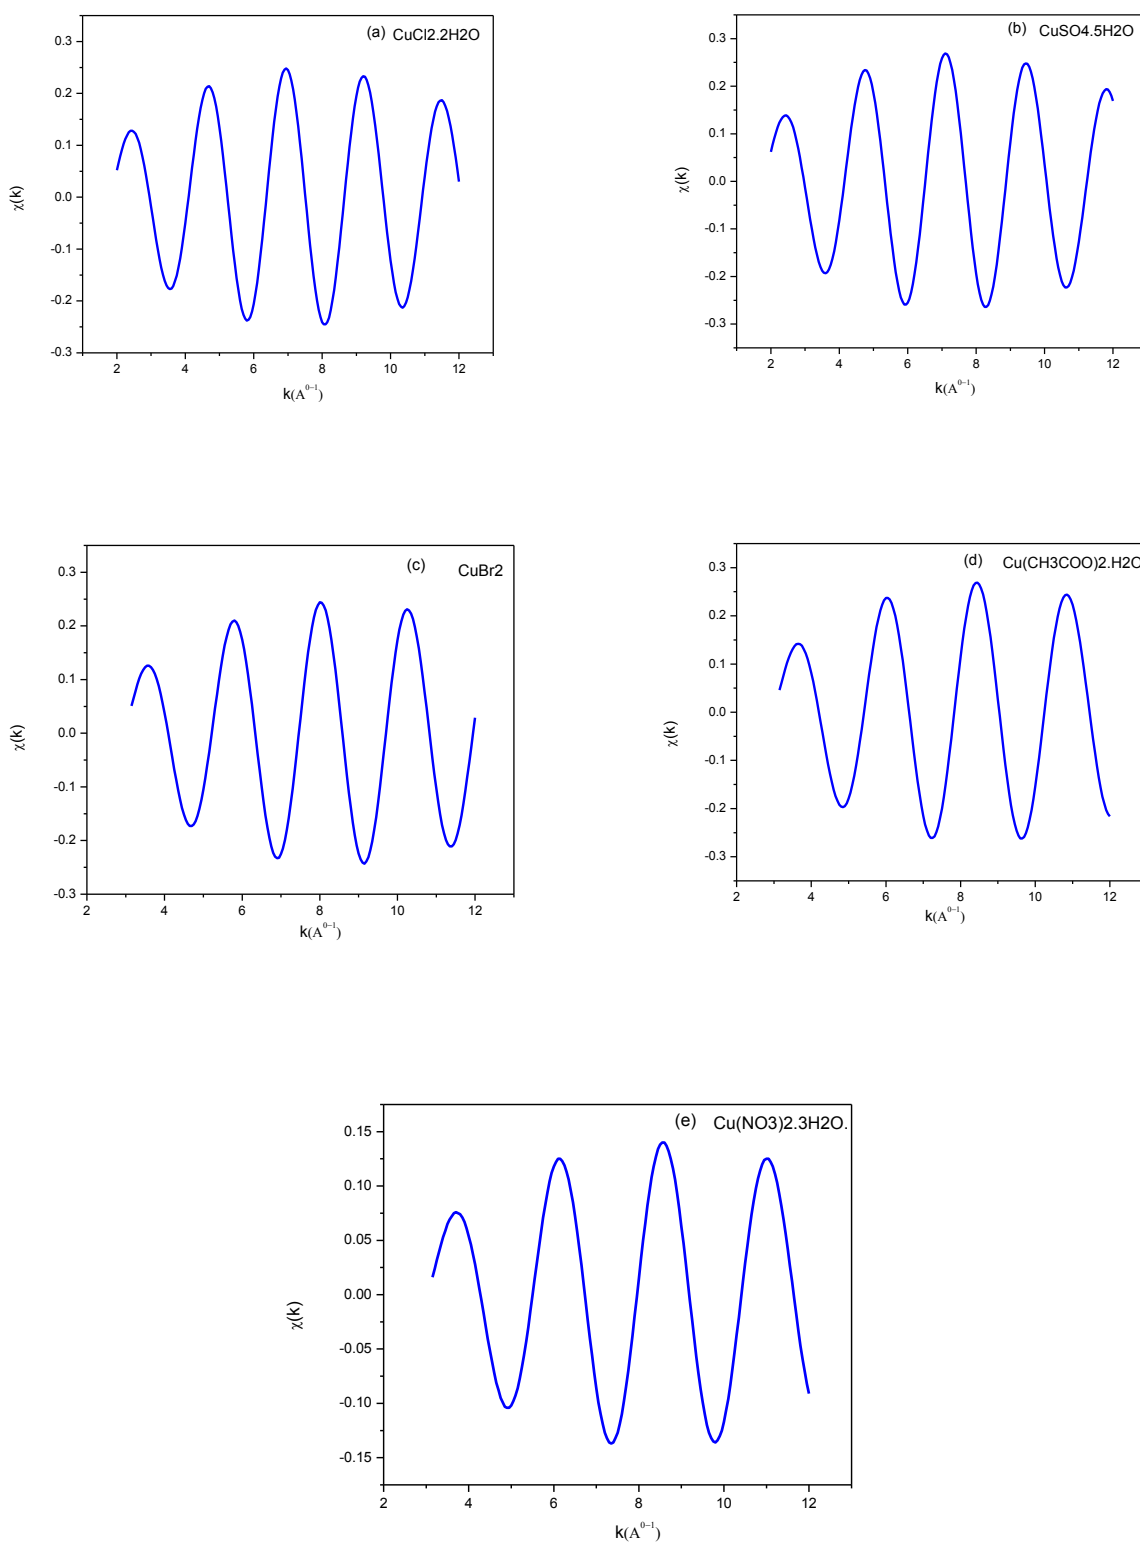 (a) CuCl2.2H2O
0.3
0.2
0.1
0.0
-0.1
-0.2
-0.3
χ(k)
2 4 6 8 10 12
k(A⁰⁻¹)
(b) CuSO4.5H2O
0.3
0.2
0.1
0.0
-0.1
-0.2
-0.3
χ(k)
2 4 6 8 10 12
k(A⁰⁻¹)
(c) CuBr2
0.3
0.2
0.1
0.0
-0.1
-0.2
-0.3
χ(k)
2 4 6 8 10 12
k(A⁰⁻¹)
(d) Cu(CH3COO)2.H2O
0.3
0.2
0.1
0.0
-0.1
-0.2
-0.3
χ(k)
2 4 6 8 10 12
k(A⁰⁻¹)
(e) Cu(NO3)2.3H2O.
0.15
0.10
0.05
0.00
-0.05
-0.10
-0.15
χ(k)
2 4 6 8 10 12
k(A⁰⁻¹)